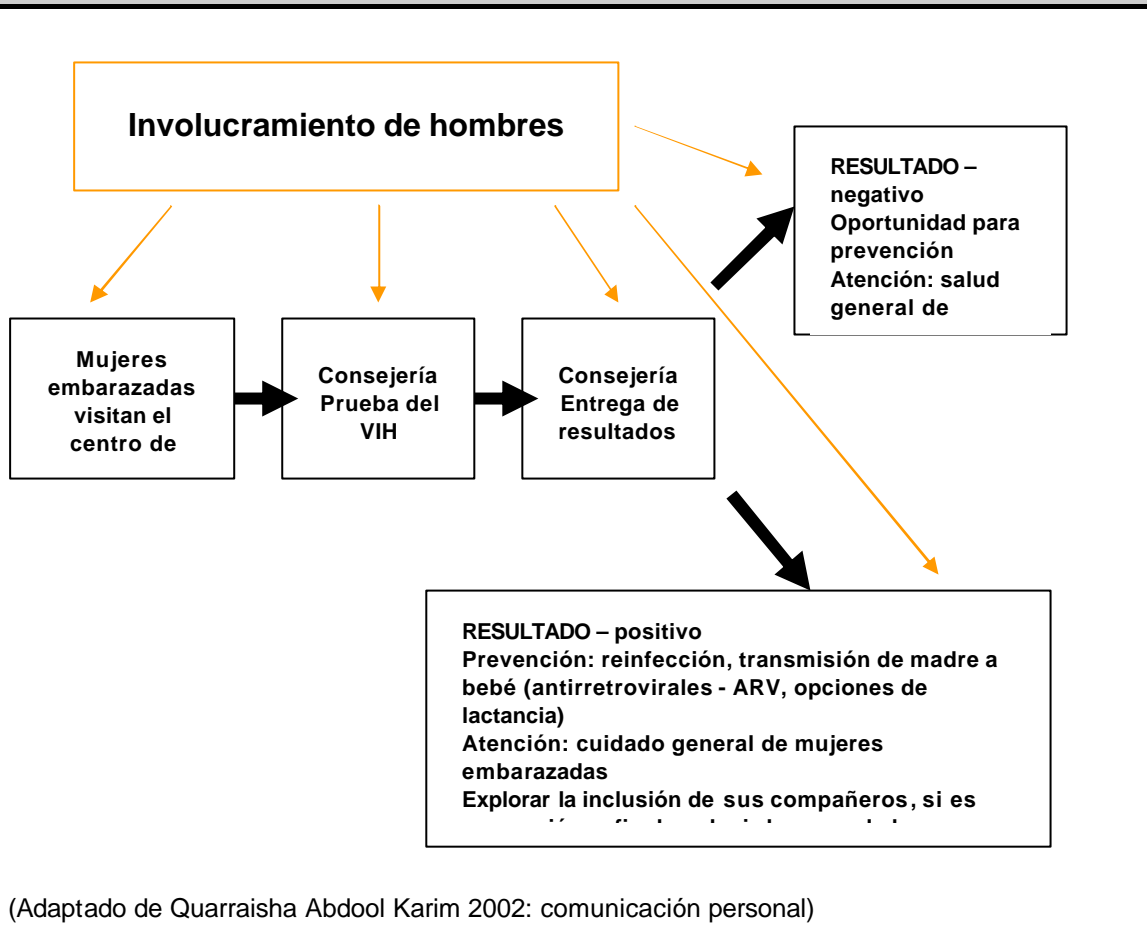 Involucramiento de hombres
RESULTADO –
negativo
Oportunidad para
prevención
Atención: salud
general de
Mujeres
embarazadas
visitan el
centro de
Consejería
Prueba del
VIH
Consejería
Entrega de
resultados
RESULTADO – positivo
Prevención: reinfección, transmisión de madre a
bebé (antirretrovirales - ARV, opciones de
lactancia)
Atención: cuidado general de mujeres
embarazadas
Explorar la inclusión de sus compañeros, si es
(Adaptado de Quarraisha Abdool Karim 2002: comunicación personal)